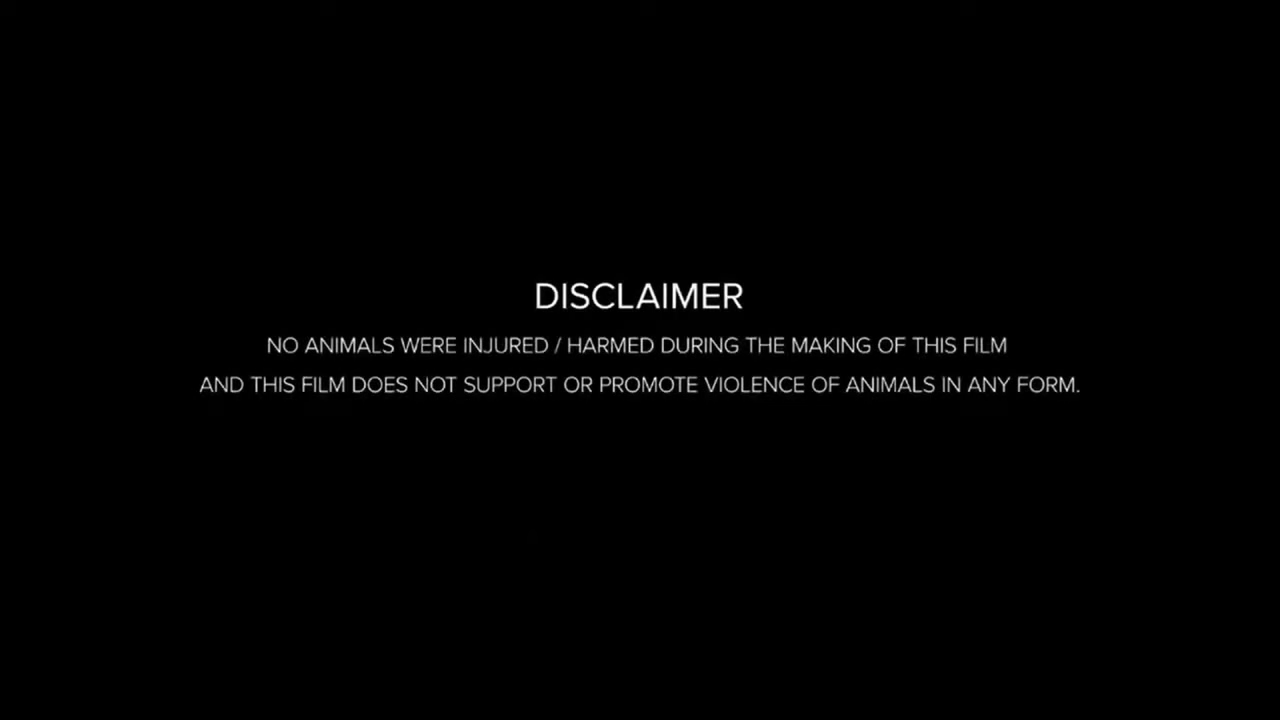 DISCLAIMER
NO ANIMALS WERE INJURED / HARMED DURING THE MAKING OF THIS FILM
AND THIS FILM DOES NOT SUPPORT OR PROMOTE VIOLENCE OF ANIMALS IN ANY FORM.